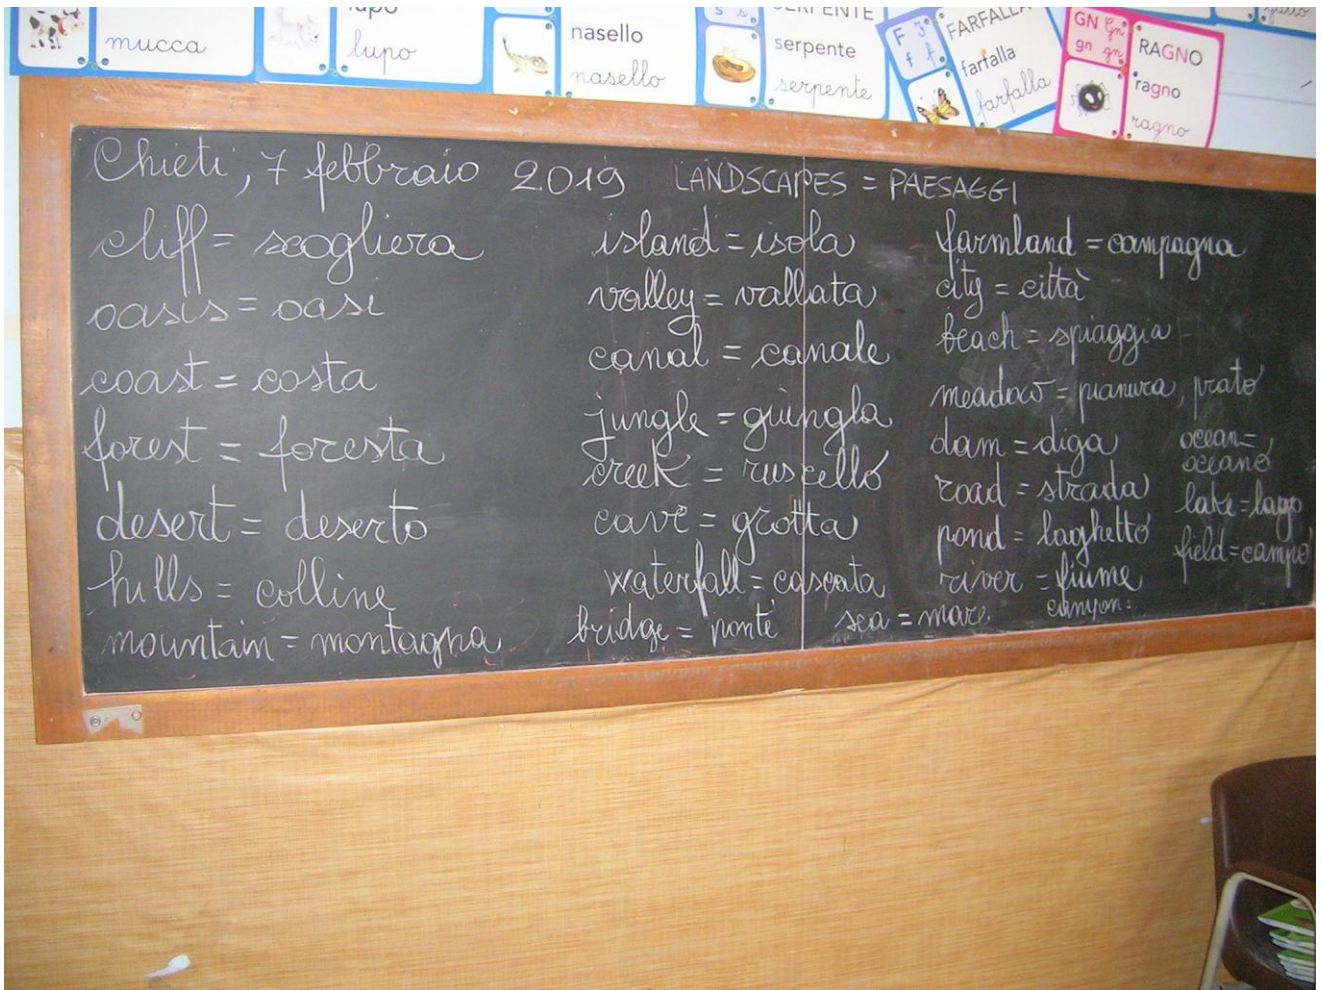 mucca
lupo
lupo
nasello
nasello
s s
SERPENTE
serpente
serpente
F
f f
FARFALLA
farfalla
farfalla
GN Gn
gn gn
RAGNO
ragno
ragno
Chieti, 7 febbraio 2019 LANDSCAPES = PAESAGGI
cliff = scogliera
oasis = oasi
coast = costa
forest = foresta
desert = deserto
hills = colline
mountain = montagna
island = isola
valley = vallata
canal = canale
jungle = giungla
creek = ruscello
cave = grotta
waterfall = cascata
bridge = ponte
sea = mare
farmland = campagna
city = città
beach = spiaggia
meadow = pianura, prato
dam = diga
road = strada
pond = laghetto
river = fiume
canyon:
ocean =
oceano
lake = lago
field = campo